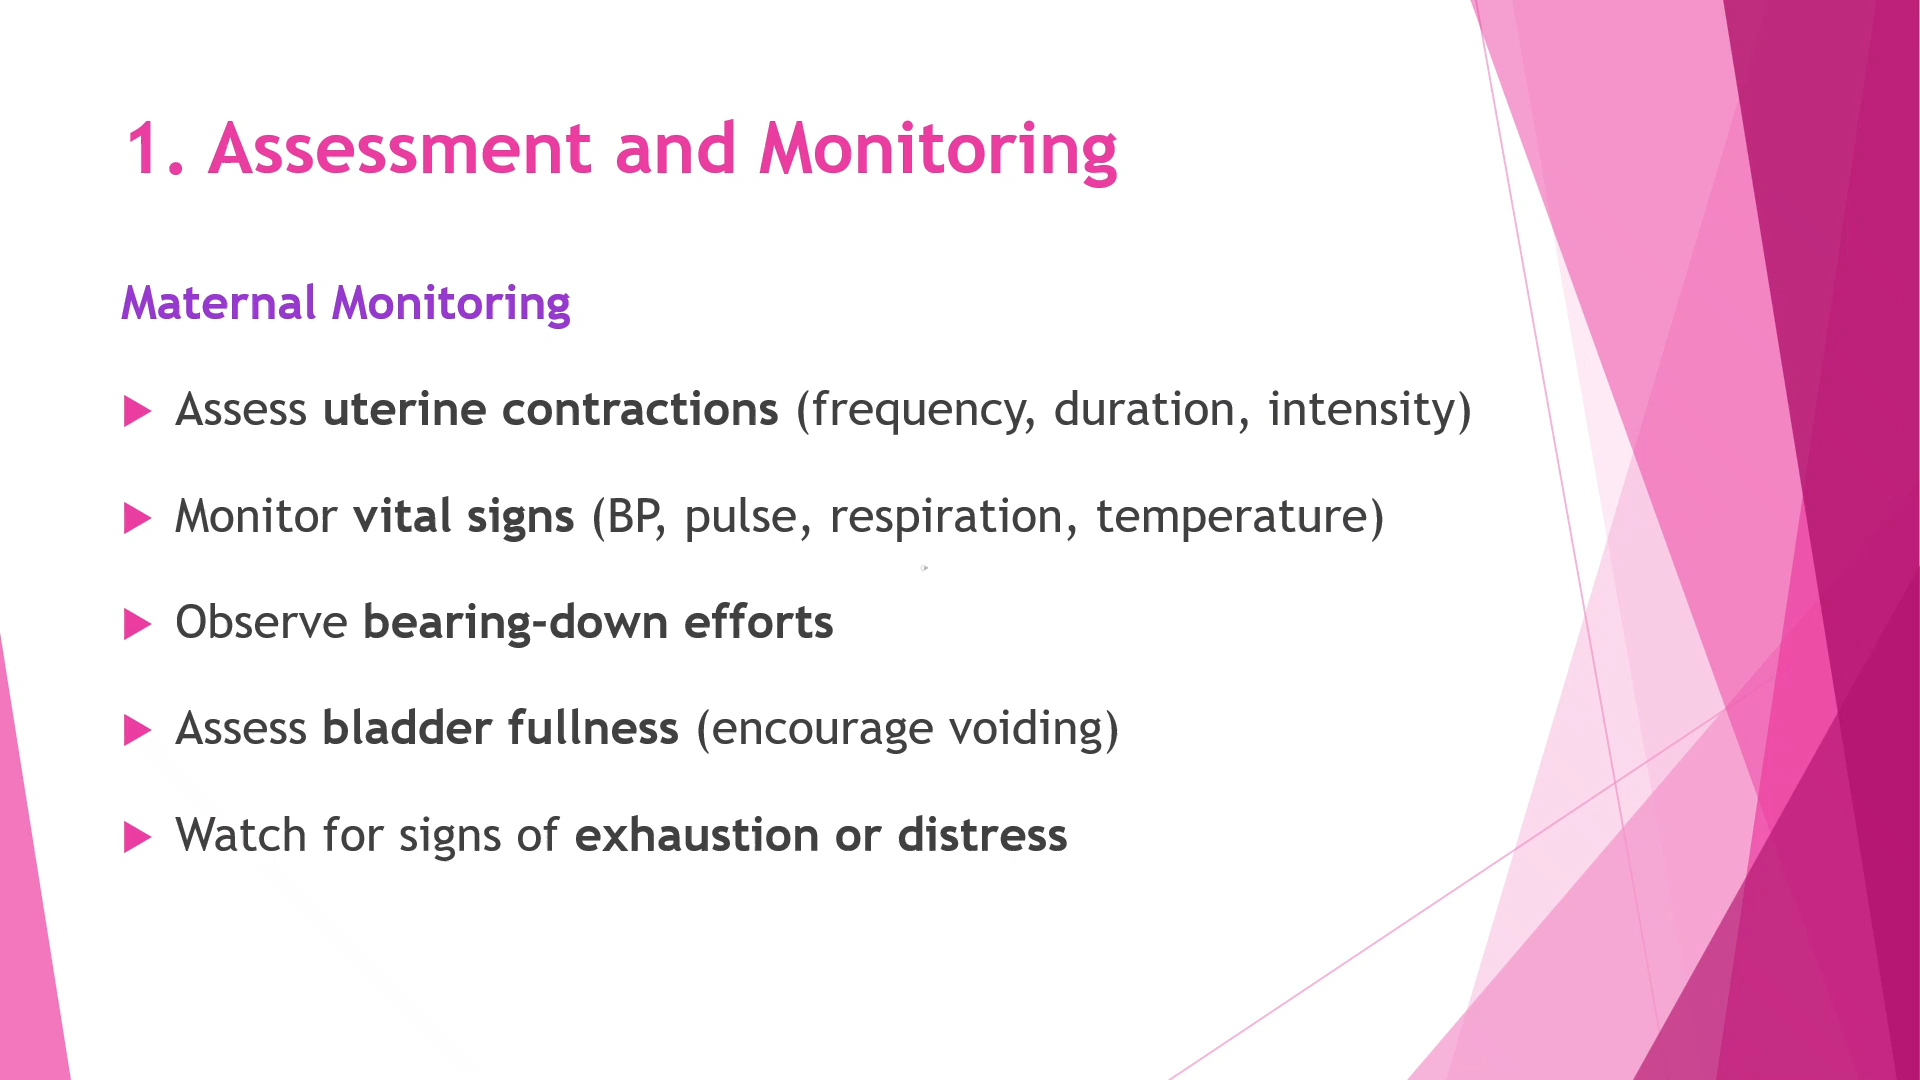 1. Assessment and Monitoring
Maternal Monitoring
Assess uterine contractions (frequency, duration, intensity)
Monitor vital signs (BP, pulse, respiration, temperature)
Observe bearing-down efforts
Assess bladder fullness (encourage voiding)
Watch for signs of exhaustion or distress